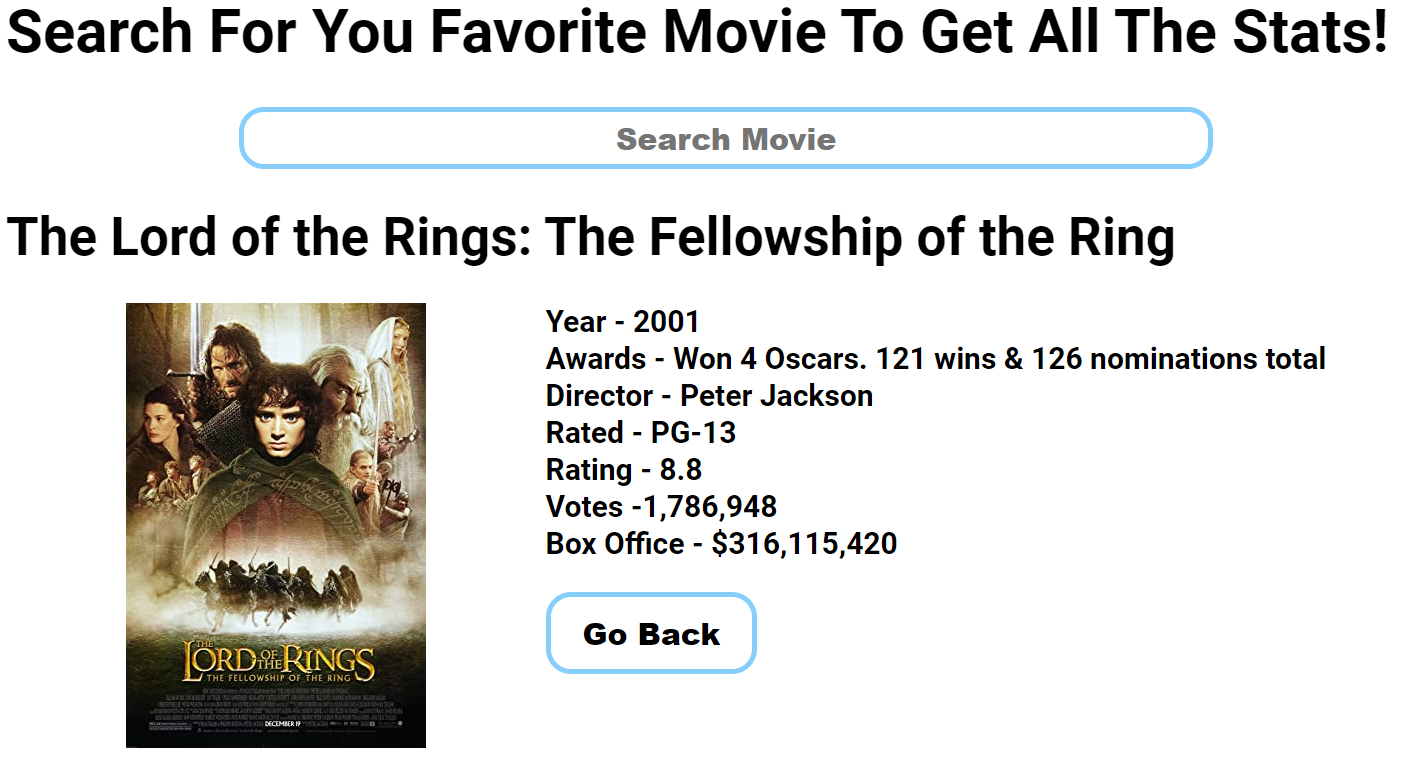 Search For You Favorite Movie To Get All The Stats!
Search Movie
The Lord of the Rings: The Fellowship of the Ring
Year - 2001
Awards - Won 4 Oscars. 121 wins & 126 nominations total
Director - Peter Jackson
Rated - PG-13
Rating - 8.8
Votes -1,786,948
Box Office - $316,115,420
Go Back
THE
LORD OF THE RINGS
THE FELLOWSHIP OF THE RING
DECEMBER 19